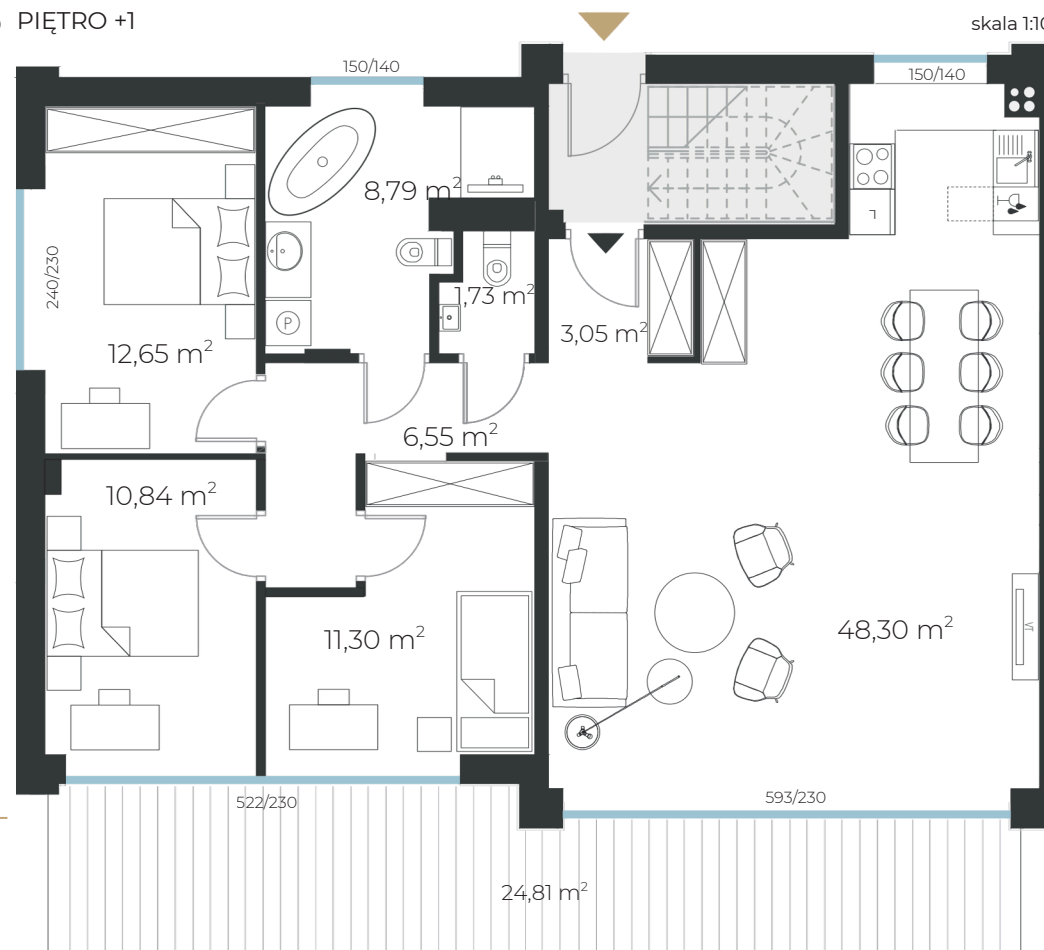 PIĘTRO +1
skala 1:10
150/140
150/140
8,79 m²
240/230
1,73 m²
P
3,05 m²
12,65 m²
6,55 m²
10,84 m²
11,30 m²
48,30 m²
TV
522/230
593/230
24,81 m²